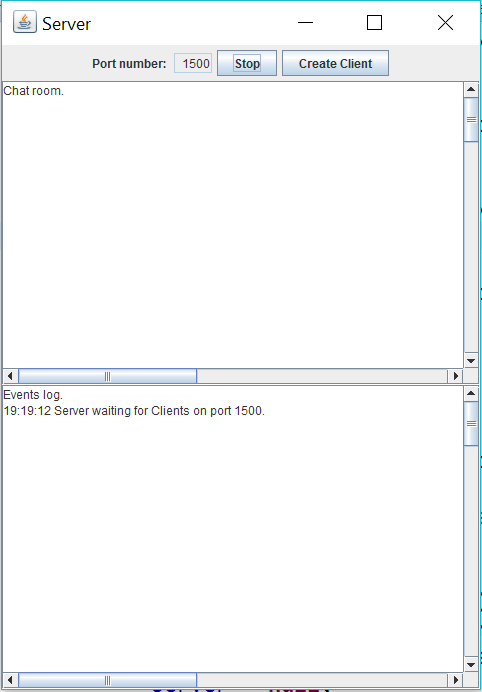 Server
Port number: 1500 Stop Create Client
Chat room.
Events log.
19:19:12 Server waiting for Clients on port 1500.